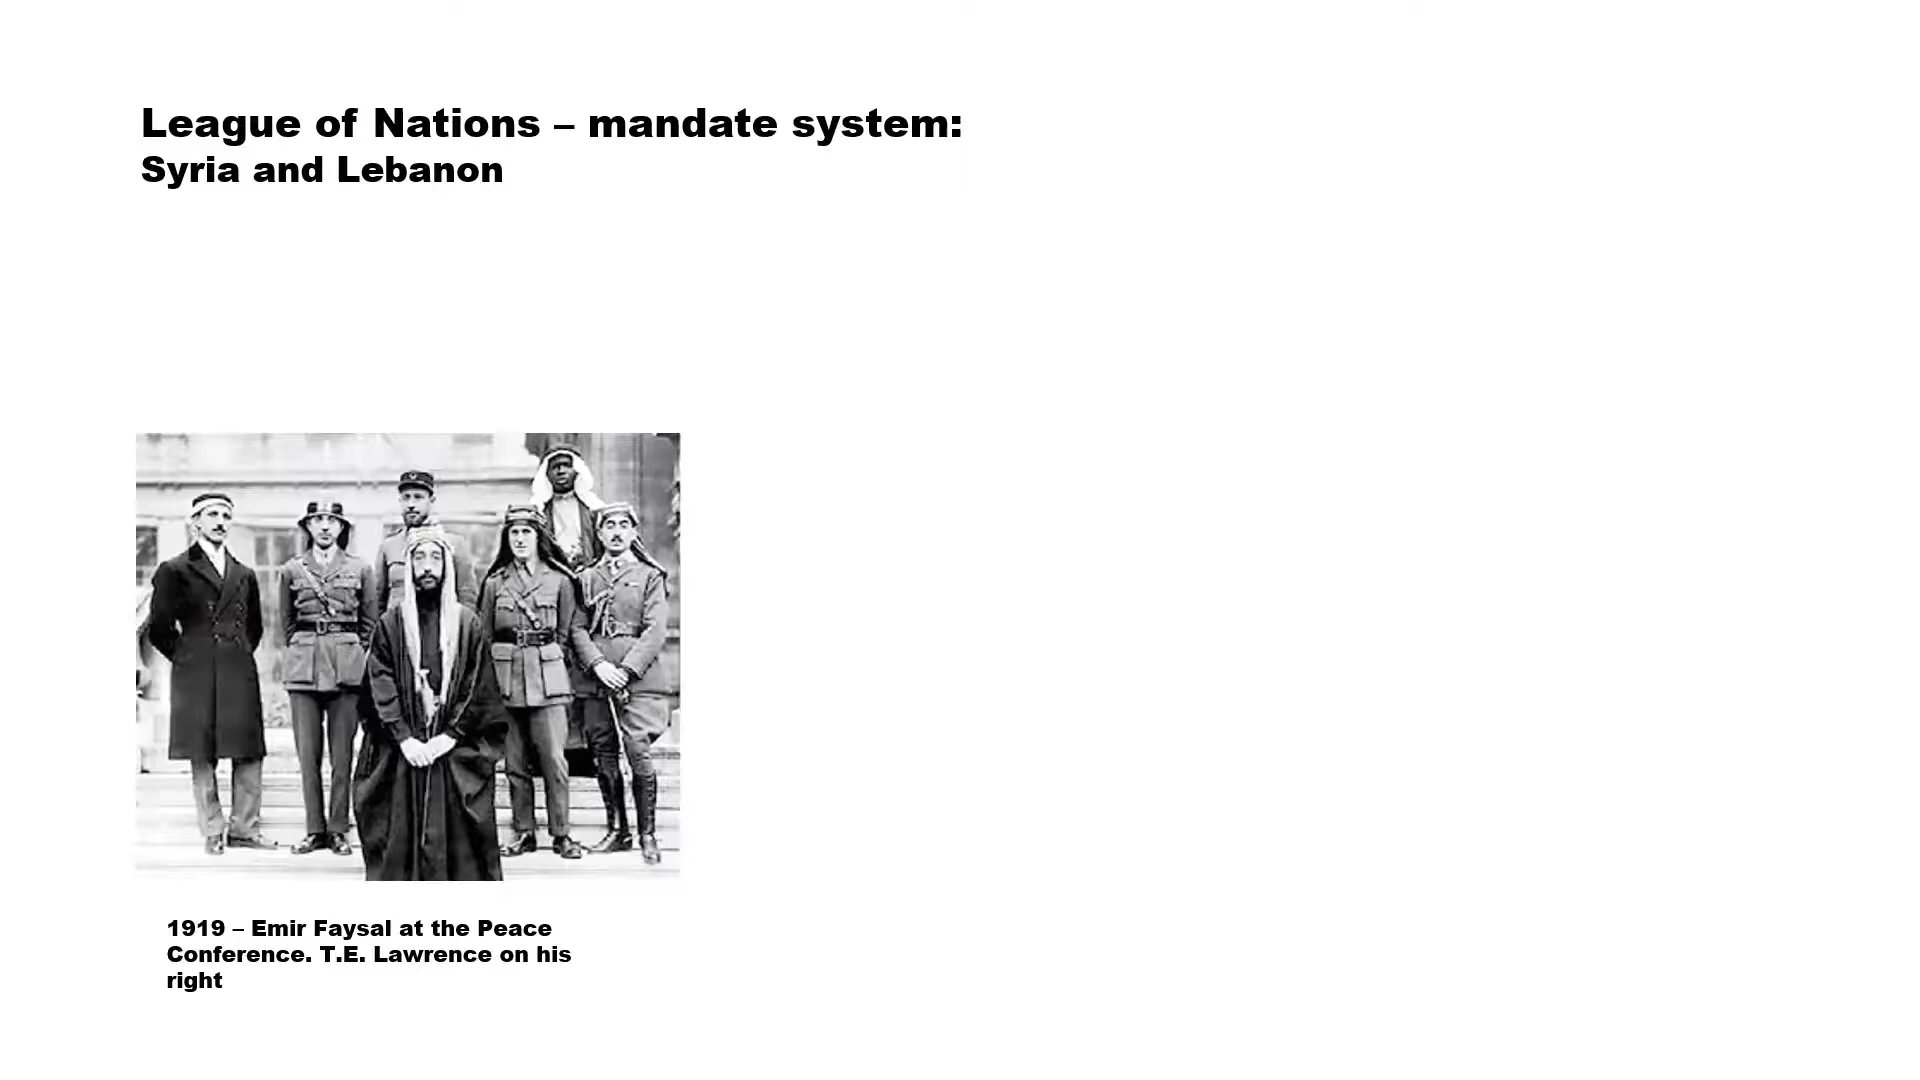 League of Nations – mandate system:
Syria and Lebanon
1919 – Emir Faysal at the Peace
Conference. T.E. Lawrence on his
right